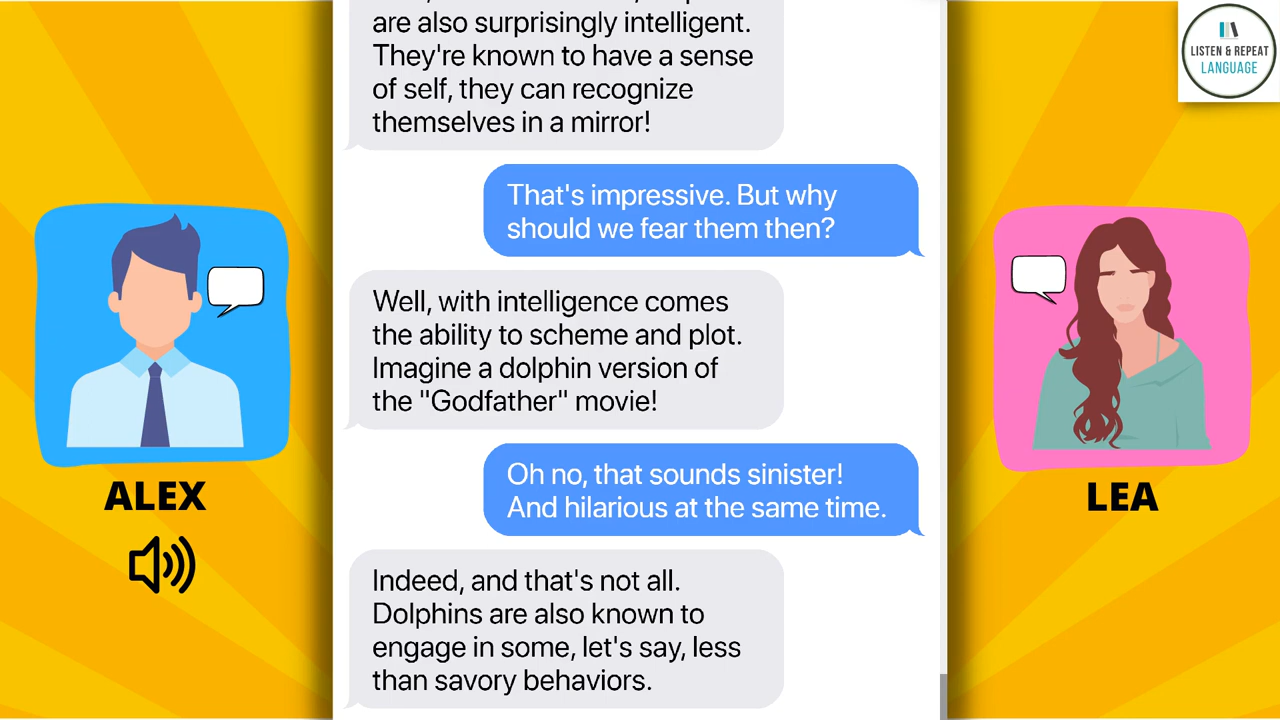 are also surprisingly intelligent.
They're known to have a sense
of self, they can recognize
themselves in a mirror!
That's impressive. But why
should we fear them then?
Well, with intelligence comes
the ability to scheme and plot.
Imagine a dolphin version of
the "Godfather" movie!
Oh no, that sounds sinister!
And hilarious at the same time.
Indeed, and that's not all.
Dolphins are also known to
engage in some, let's say, less
than savory behaviors.
ALEX
LEA
LISTEN & REPEAT
LANGUAGE